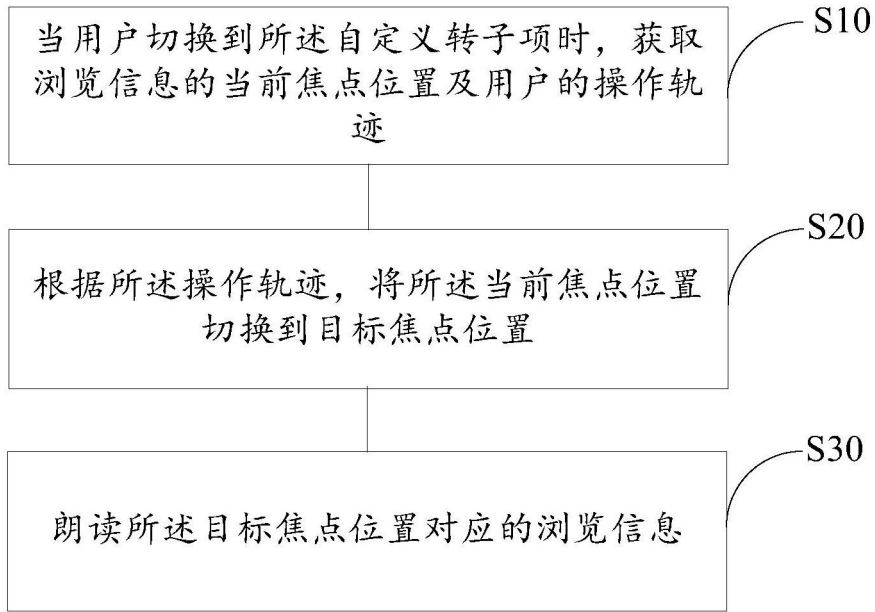 当用户切换到所述自定义转子项时，获取
浏览信息的当前焦点位置及用户的操作轨
迹
S10
根据所述操作轨迹，将所述当前焦点位置
切换到目标焦点位置
S20
朗读所述目标焦点位置对应的浏览信息
S30